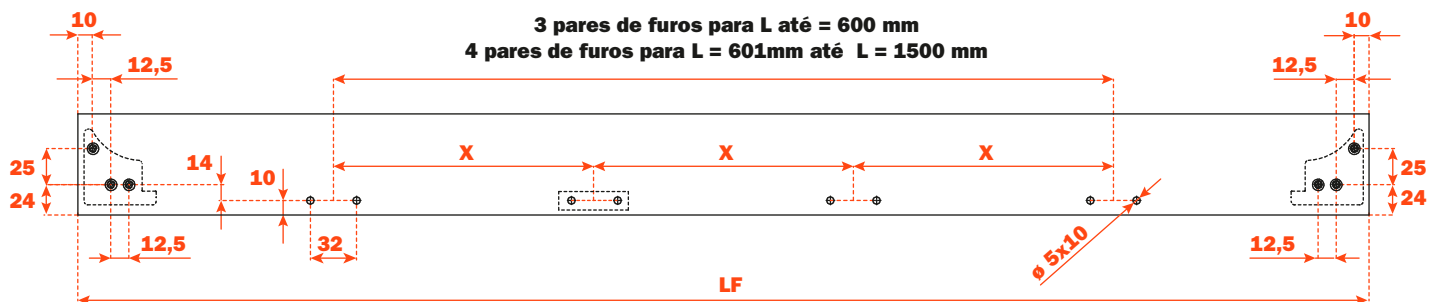 3 pares de furos para L até = 600 mm
4 pares de furos para L = 601mm até  L = 1500 mm
10
10
12,5
12,5
X
X
X
25
14
10
25
24
24
12,5
32
ø 5x10
12,5
LF